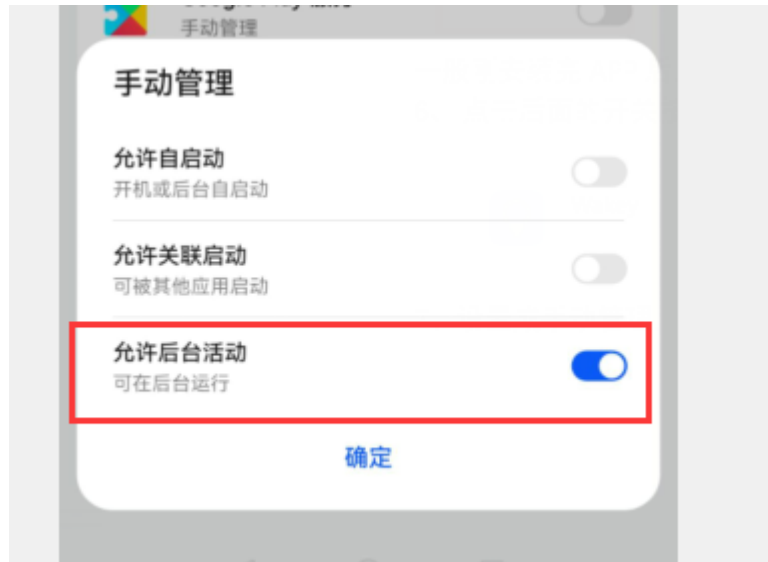 手动管理
手动管理
允许自启动
开机或后台自启动
允许关联启动
可被其他应用启动
允许后台活动
可在后台运行
确定